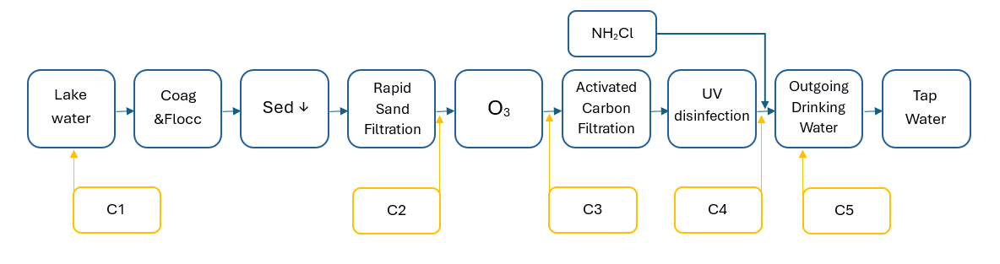 NH₂Cl
Lake
water
Coag
&Flocc
Sed ↓
Rapid
Sand
Filtration
O₃
Activated
Carbon
Filtration
UV
disinfection
Outgoing
Drinking
Water
Tap
Water
C1
C2
C3
C4
C5